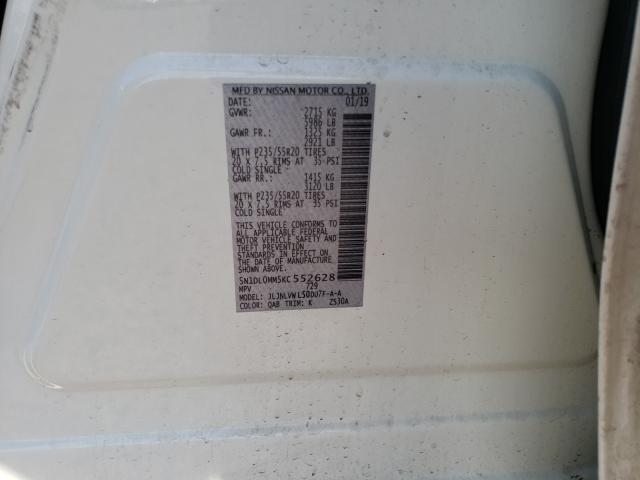 MFD BY NISSAN MOTOR CO., LTD.
DATE: 01/19
GVWR: 2715 KG
5986 LB
GAWR FR.: 1325 KG
2921 LB
WITH P235/55R20 TIRES
20 x 7.5 RIMS AT 35 PSI
COLD SINGLE
GAWR RR.: 1415 KG
3120 LB
WITH P235/55R20 TIRES
20 x 7.5 RIMS AT 35 PSI
COLD SINGLE
THIS VEHICLE CONFORMS TO
ALL APPLICABLE FEDERAL
MOTOR VEHICLE SAFETY AND
THEFT PREVENTION
STANDARDS IN EFFECT ON
THE DATE OF MANUFACTURE
SHOWN ABOVE
5N1DL0MM5KC552628
MPV 729
MODEL: JLJNLVWL50DU7F-A-A
COLOR: QAB TRIM: K ZS30A